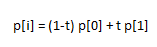 p[i] = (1-t) p[0] + t p[1]